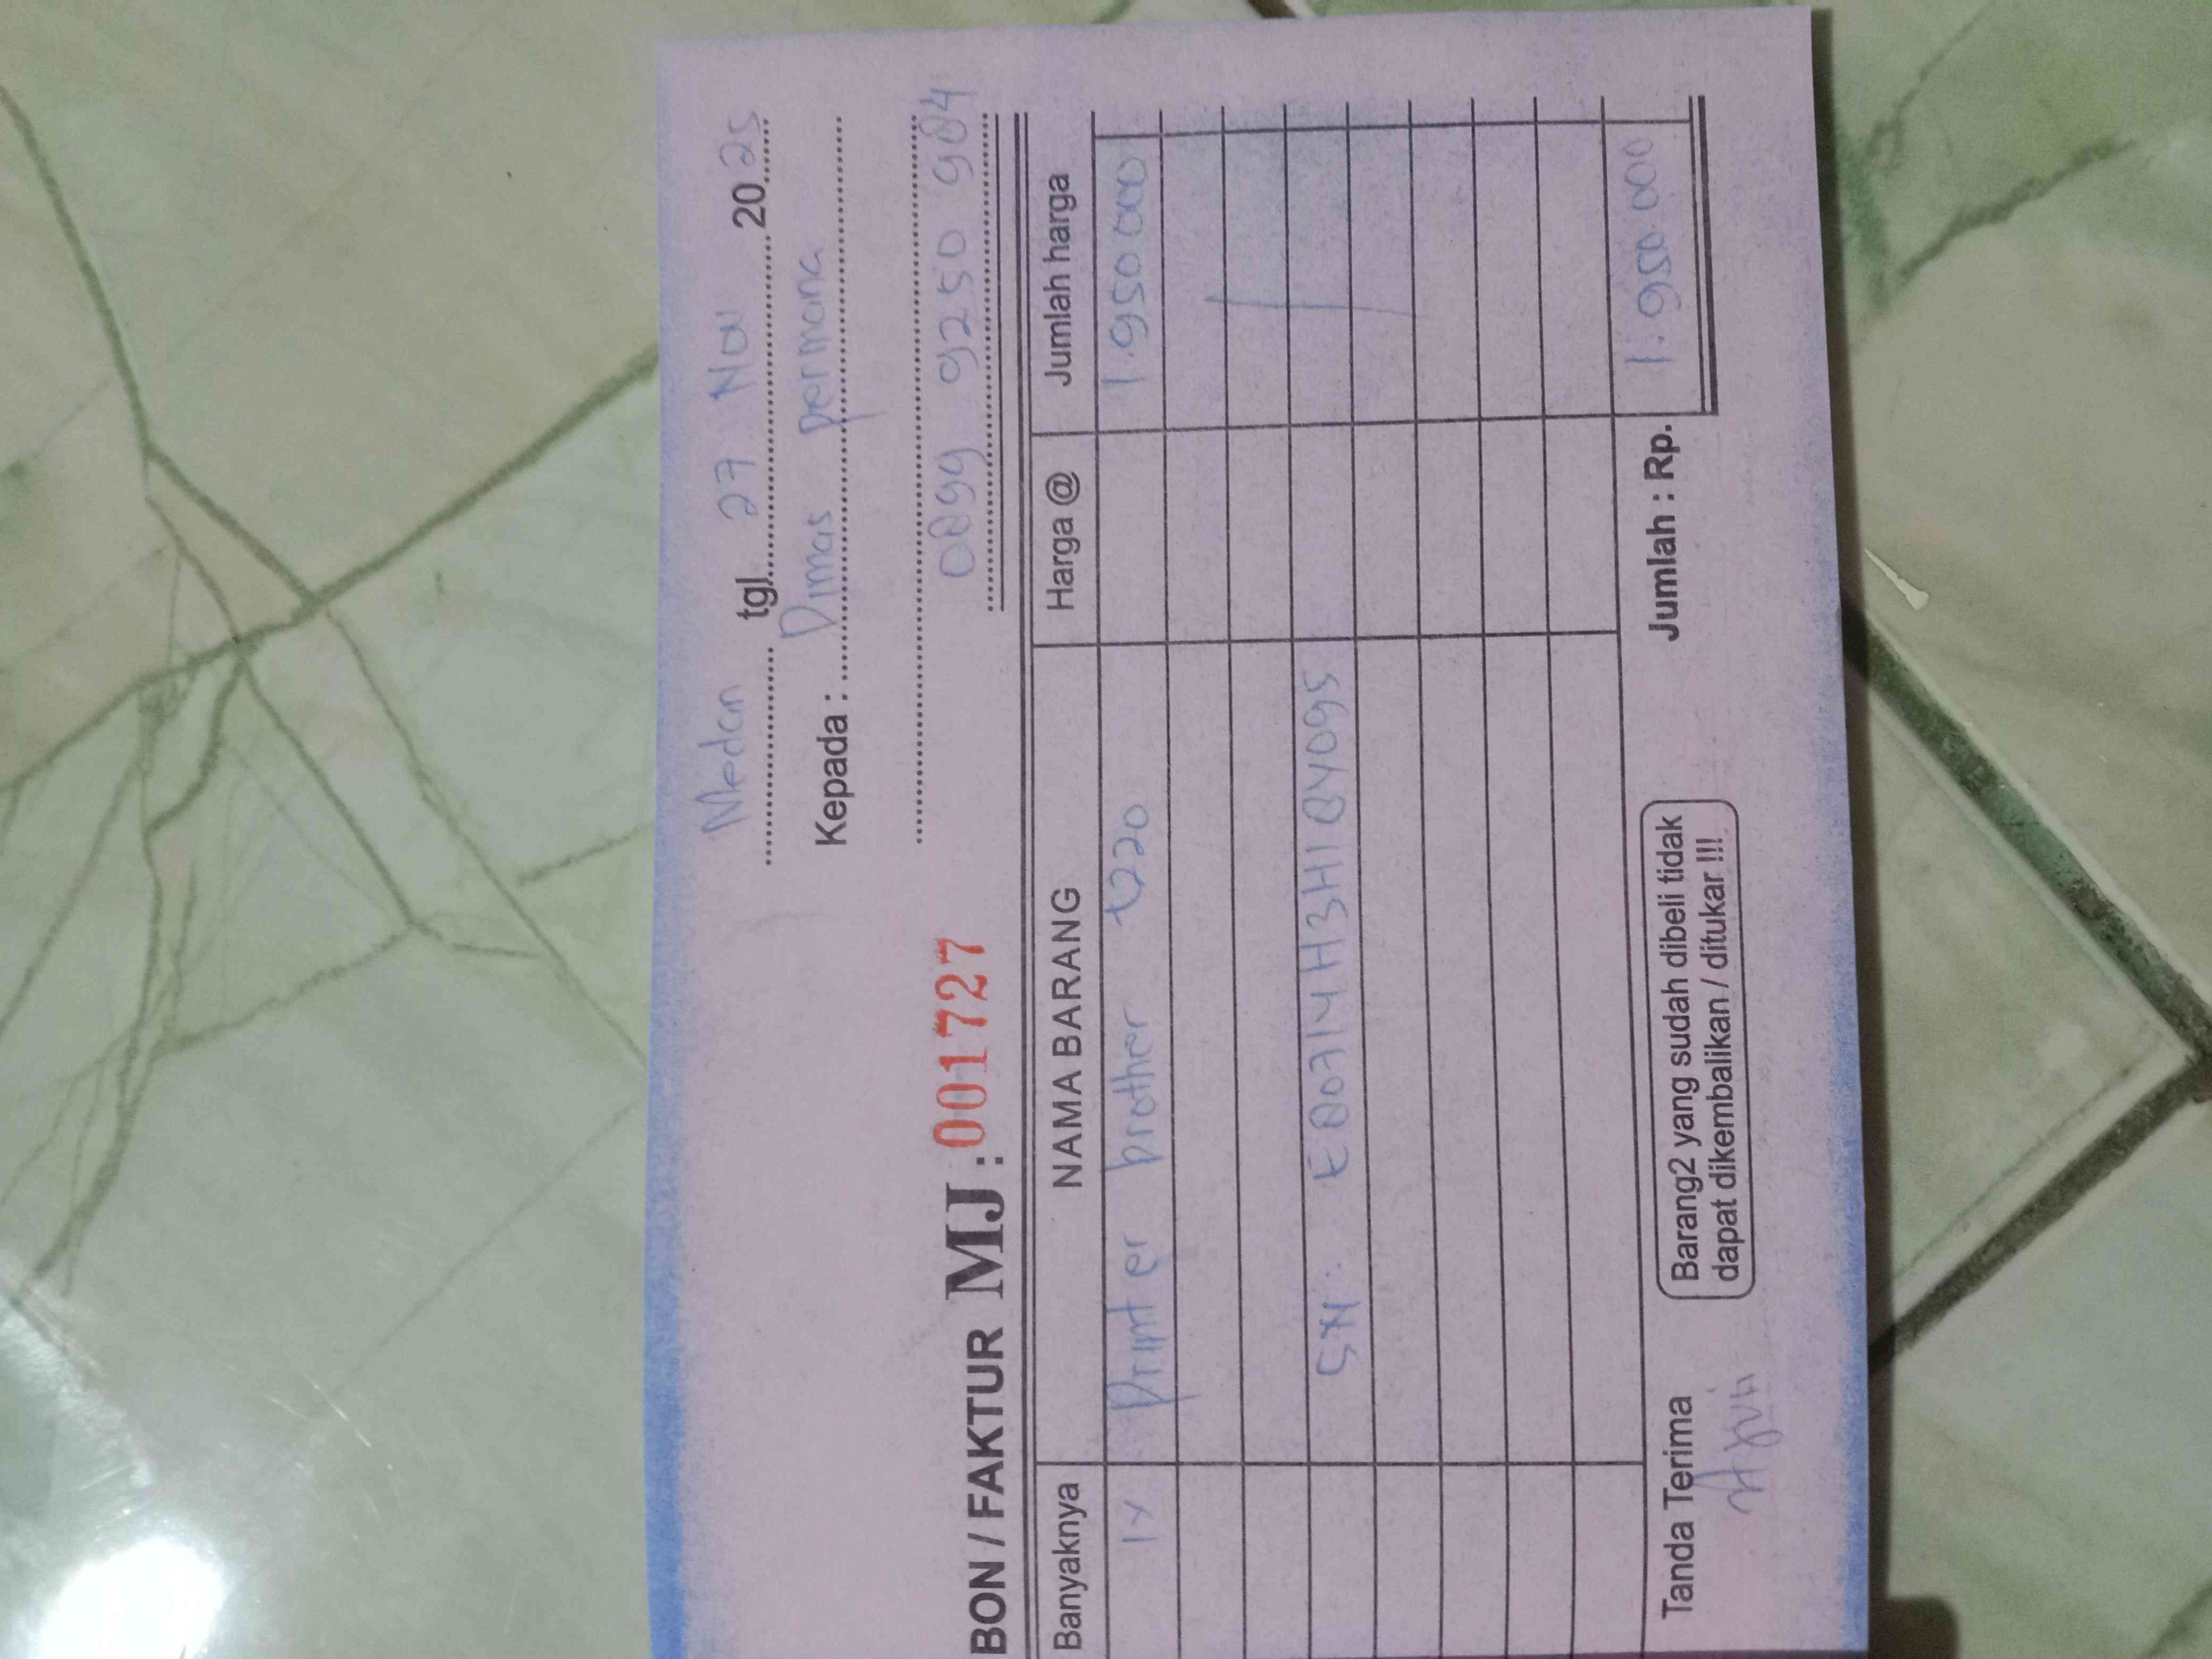 Medan tgl. 27 Nov 2025
Kepada : Dimas permana
0899 9250 984
BON / FAKTUR MJ : 001727
Banyaknya NAMA BARANG Harga @ Jumlah harga
1x Printer brother t220 1.950 000
SN: E80714H3H184095
Tanda Terima Barang2 yang sudah dibeli tidak dapat dikembalikan / ditukar !!! Jumlah : Rp. 1.950.000